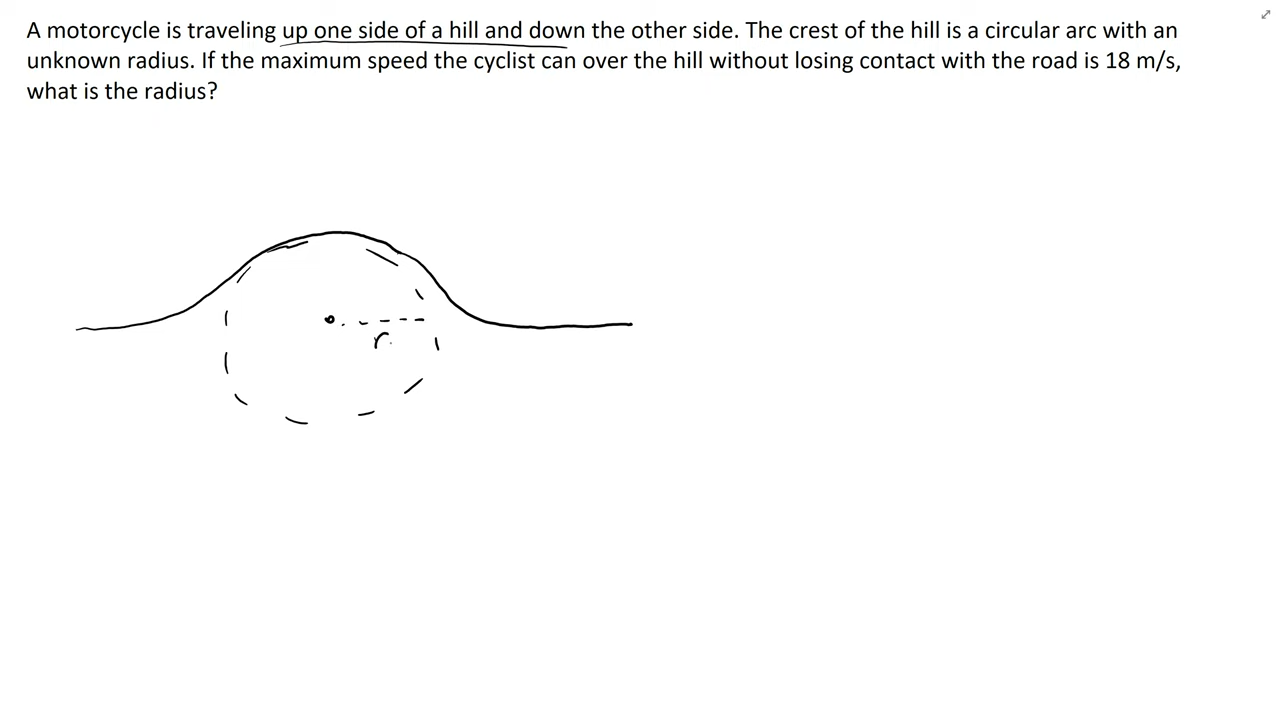 A motorcycle is traveling up one side of a hill and down the other side. The crest of the hill is a circular arc with an
unknown radius. If the maximum speed the cyclist can over the hill without losing contact with the road is 18 m/s,
what is the radius?
r